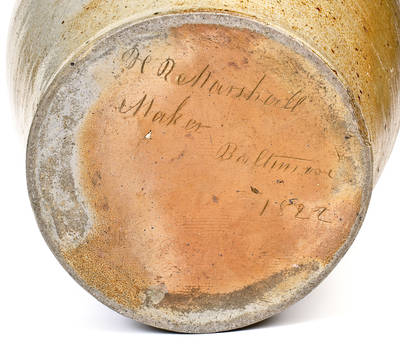 H R Marshall
Maker
Baltimore
1822